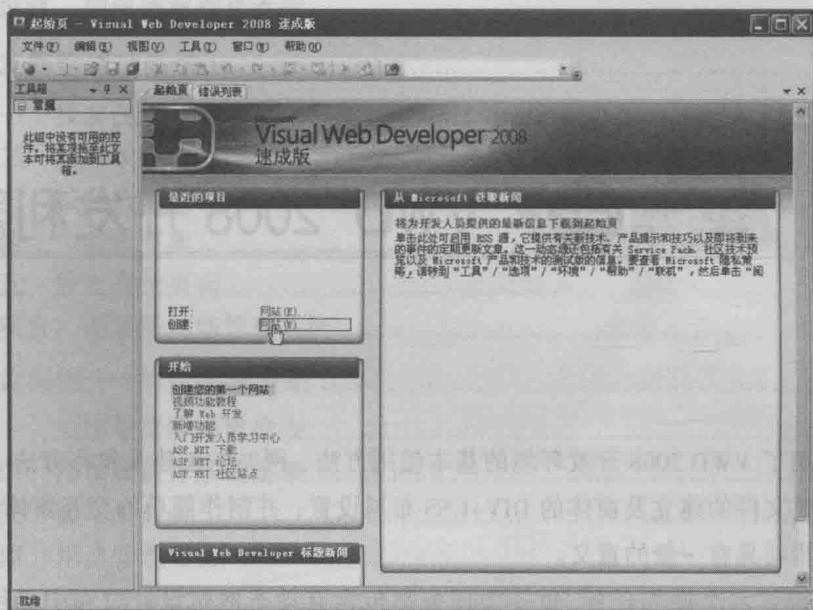 起始页 - Visual Web Developer 2008 速成版
文件(F) 编辑(E) 视图(V) 工具(T) 窗口(W) 帮助(H)
工具箱
起始页 错误列表
常规
此组中没有可用的控件。将某项拖至此文本可将其添加到工具箱。
Microsoft
Visual Web Developer 2008
速成版
最近的项目
打开: 网站(E)...
创建: 网站(W)...
开始
创建您的第一个网站
视频功能教程
了解 Web 开发
新增功能
入门开发人员学习中心
ASP.NET 下载
ASP.NET 论坛
ASP.NET 社区站点
Visual Web Developer 标题新闻
从 Microsoft 获取新闻
将为开发人员提供的最新信息下载到起始页
单击此处可启用 RSS 源,它提供有关新技术、产品提示和技巧以及即将到来
的事件的定期更新文章。这一动态源还包括有关 Service Pack、社区技术预
览以及 Microsoft 产品和技术的测试版的信息。要查看 Microsoft 隐私策
略,请转到“工具”/“选项”/“环境”/“帮助”/“联机”,然后单击“阅
就绪